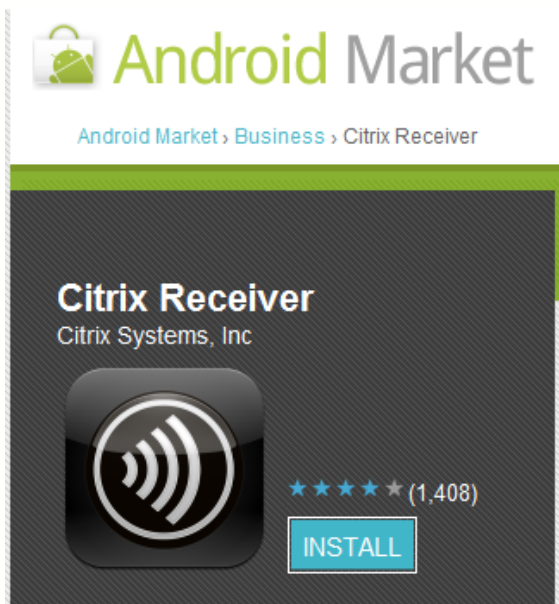 Android Market
Android Market › Business › Citrix Receiver
Citrix Receiver
Citrix Systems, Inc
(1,408)
INSTALL